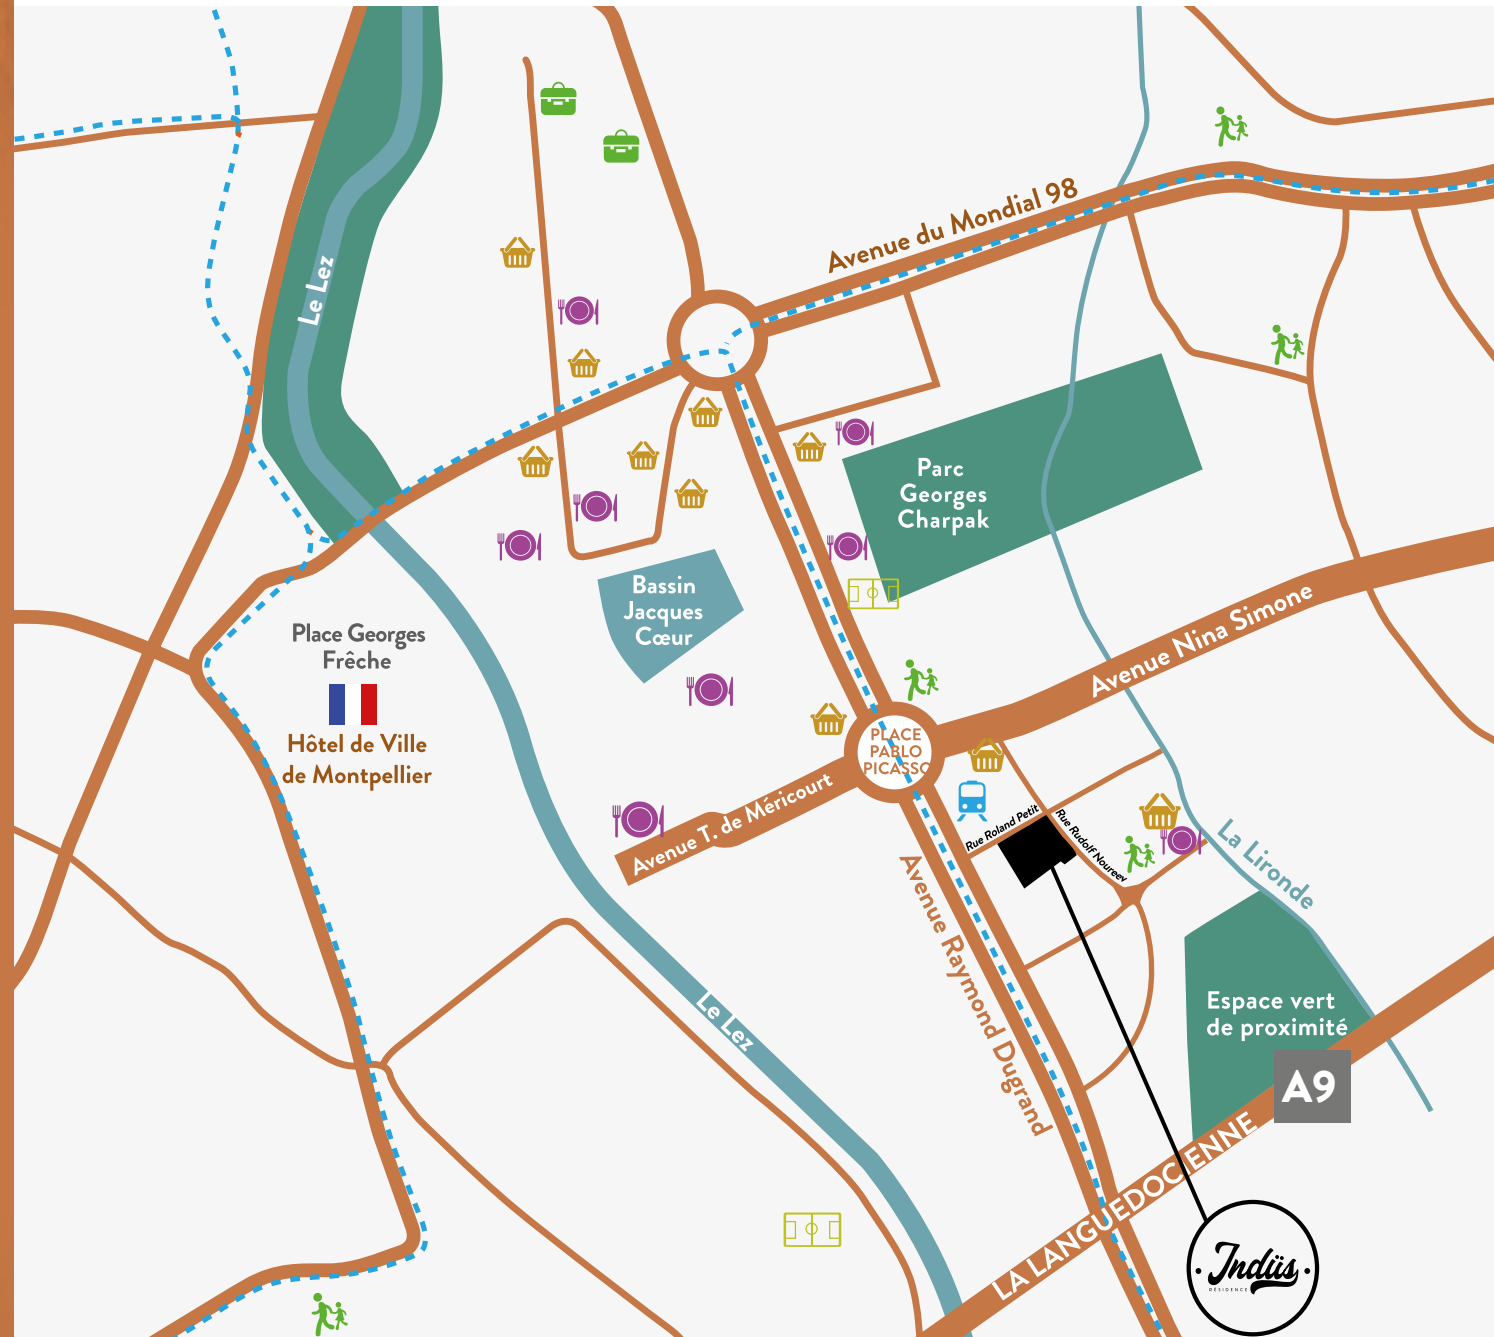 Avenue du Mondial 98
Le Lez
Parc
Georges
Charpak
Bassin
Jacques
Cœur
Avenue Nina Simone
Place Georges
Frêche
Hôtel de Ville
de Montpellier
PLACE
PABLO
PICASSO
Avenue T. de Méricourt
Rue Roland Petit
Rue Rudolf Noureev
La Lironde
Avenue Raymond Dugrand
Le Lez
Espace vert
de proximité
A9
LA LANGUEDOCIENNE
Indüs
RÉSIDENCE